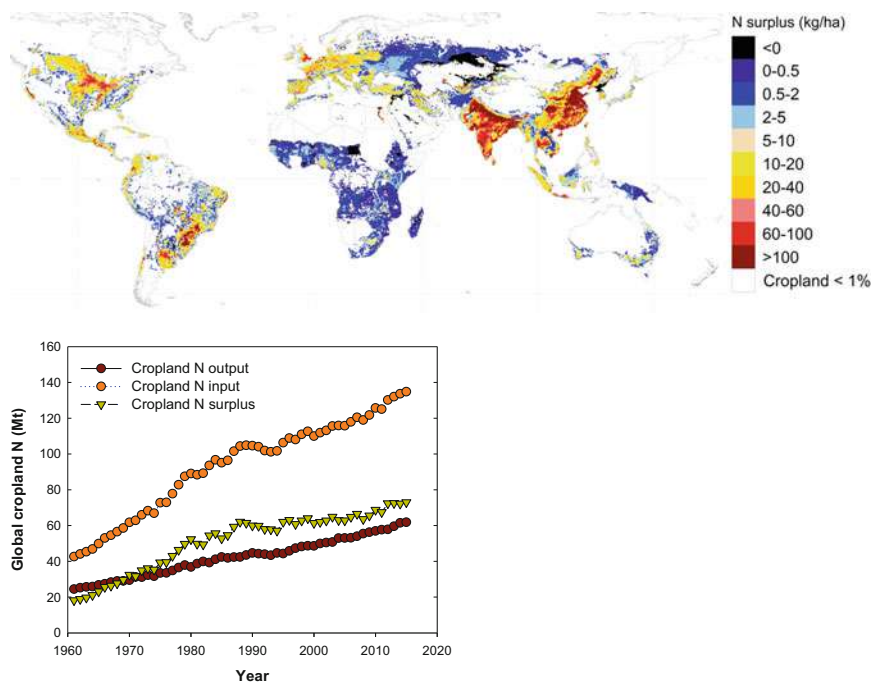 N surplus (kg/ha)
<0
0-0.5
0.5-2
2-5
5-10
10-20
20-40
40-60
60-100
>100
Cropland < 1%
160
140
120
100
80
60
40
20
0
Global cropland N (Mt)
Cropland N output
Cropland N input
Cropland N surplus
1960 1970 1980 1990 2000 2010 2020
Year